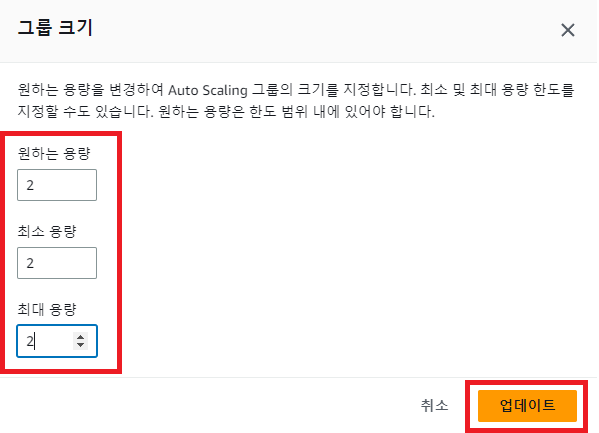 그룹 크기
원하는 용량을 변경하여 Auto Scaling 그룹의 크기를 지정합니다. 최소 및 최대 용량 한도를
지정할 수도 있습니다. 원하는 용량은 한도 범위 내에 있어야 합니다.
원하는 용량
2
최소 용량
2
최대 용량
2
취소
업데이트